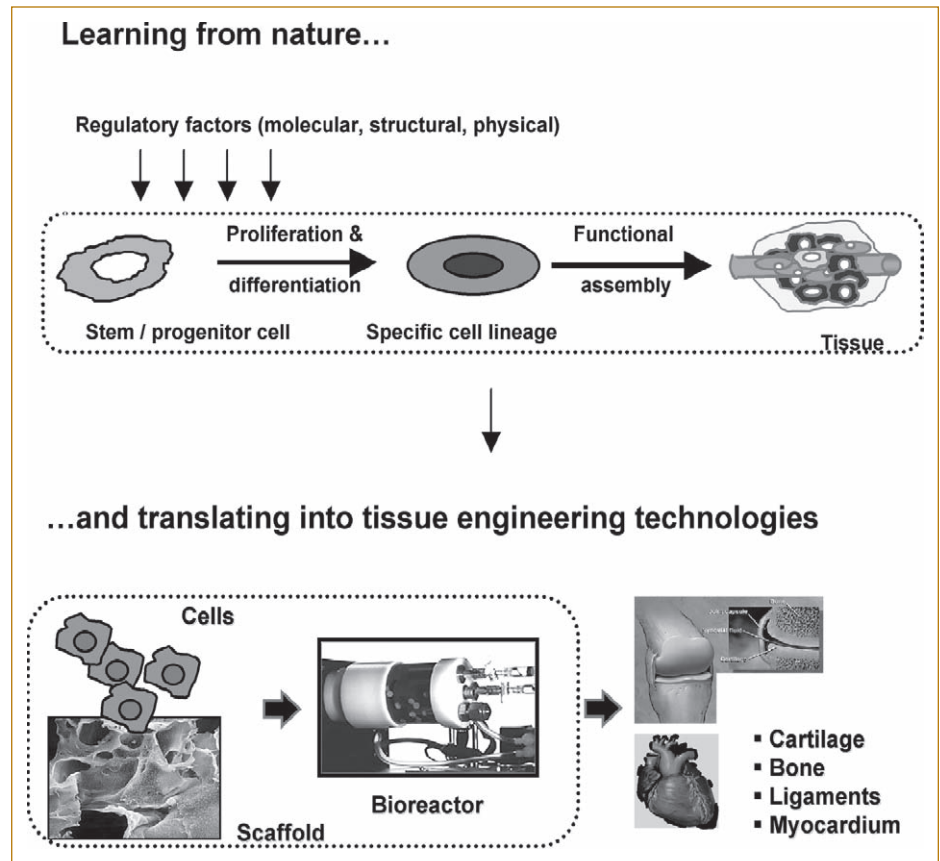 Learning from nature…
Regulatory factors (molecular, structural, physical)
Proliferation &
differentiation
Functional
assembly
Stem / progenitor cell
Specific cell lineage
Tissue
…and translating into tissue engineering technologies
Cells
Scaffold
Bioreactor
▪ Cartilage
▪ Bone
▪ Ligaments
▪ Myocardium